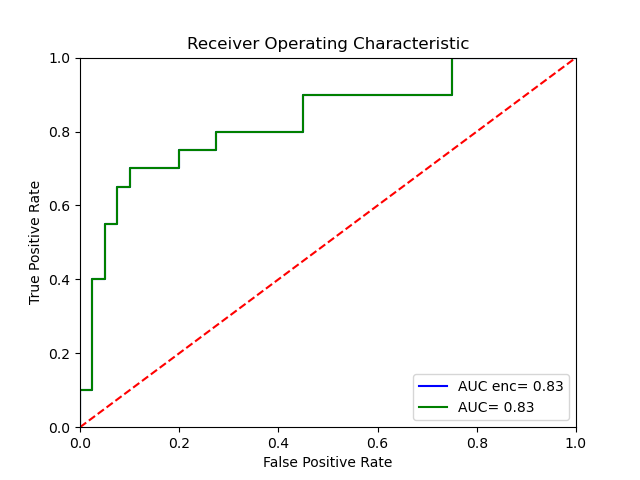 Receiver Operating Characteristic
1.0
0.8
0.6
0.4
0.2
0.0
True Positive Rate
AUC enc= 0.83
AUC= 0.83
0.0 0.2 0.4 0.6 0.8 1.0
False Positive Rate